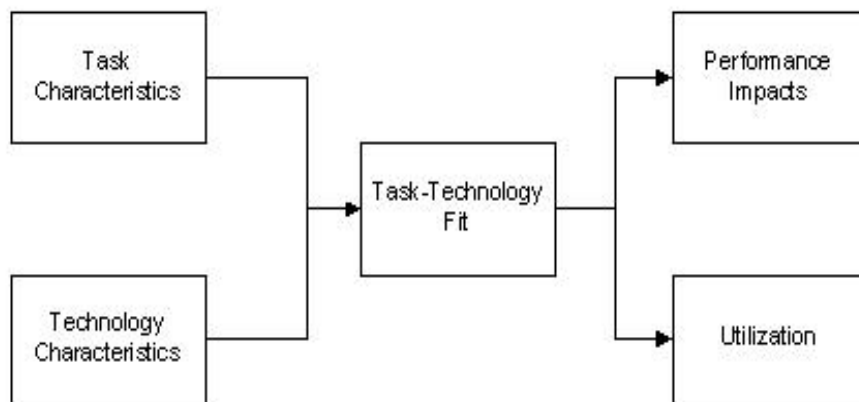 Task
Characteristics
Technology
Characteristics
Task-Technology
Fit
Performance
Impacts
Utilization